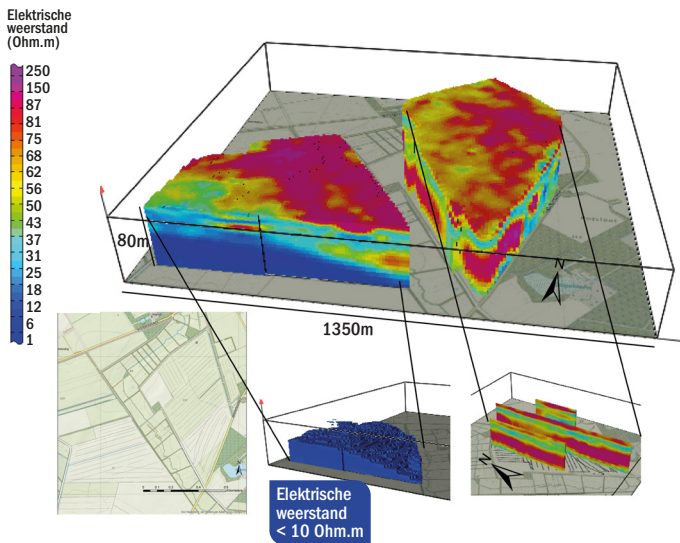 Elektrische
weerstand
(Ohm.m)
250
150
87
81
75
68
62
56
50
43
37
31
25
18
12
6
1
80m
1350m
N
N
Elektrische
weerstand
< 10 Ohm.m